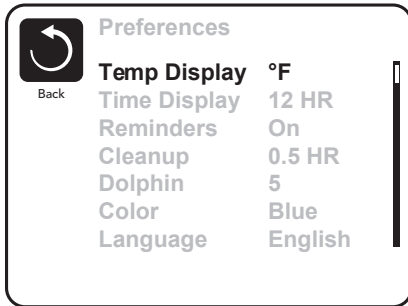 Preferences
Back
Temp Display °F
Time Display 12 HR
Reminders On
Cleanup 0.5 HR
Dolphin 5
Color Blue
Language English